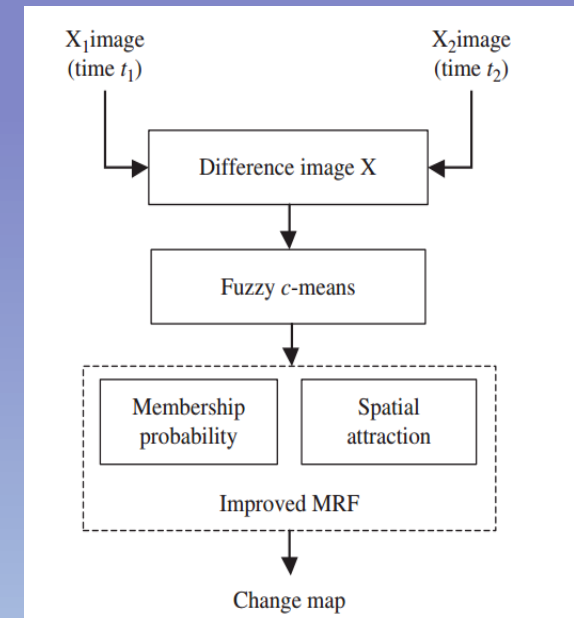 X₁image
(time t₁)
X₂image
(time t₂)
Difference image X
Fuzzy c-means
Membership
probability
Spatial
attraction
Improved MRF
Change map